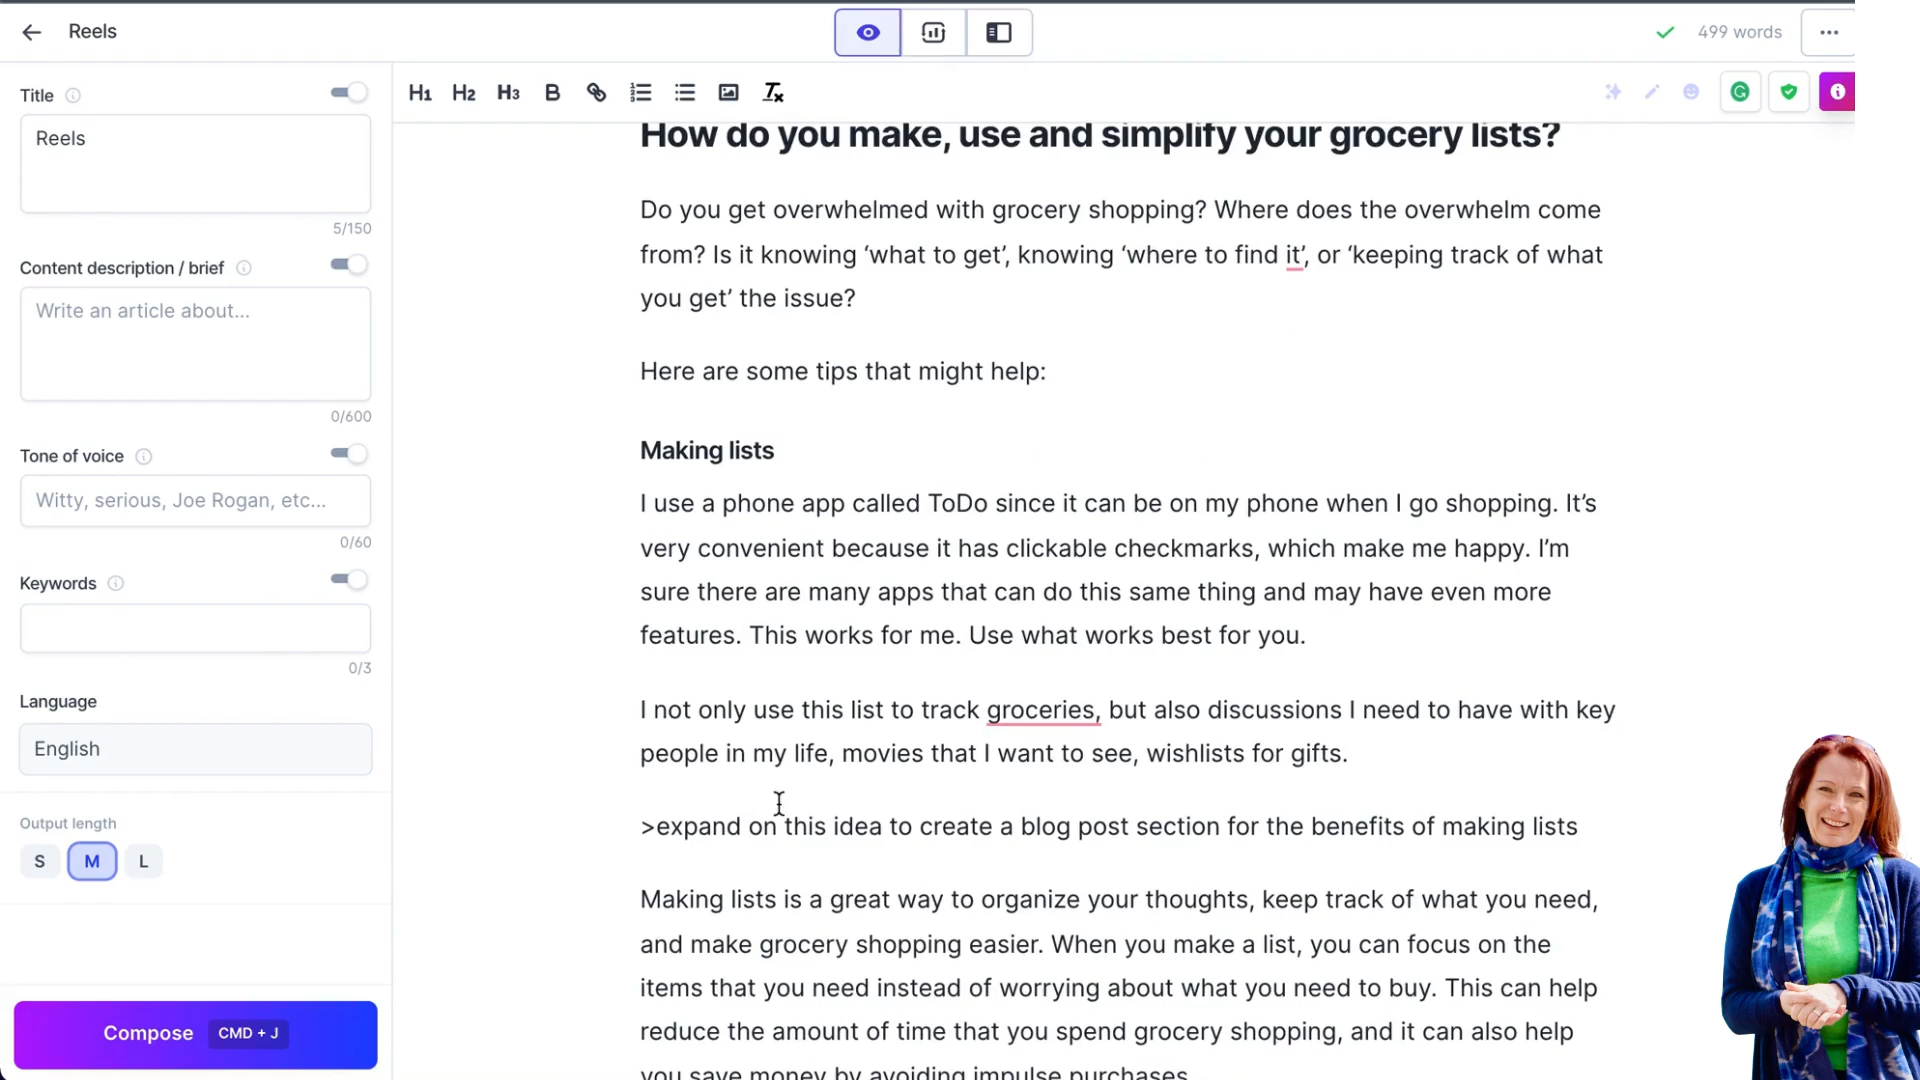 Reels
499 words
Title
Reels
5/150
Content description / brief
Write an article about...
0/600
Tone of voice
Witty, serious, Joe Rogan, etc...
0/60
Keywords
0/3
Language
English
Output length
S M L
Compose CMD + J
H1 H2 H3 B
How do you make, use and simplify your grocery lists?
Do you get overwhelmed with grocery shopping? Where does the overwhelm come
from? Is it knowing ‘what to get’, knowing ‘where to find it’, or ‘keeping track of what
you get’ the issue?
Here are some tips that might help:
Making lists
I use a phone app called ToDo since it can be on my phone when I go shopping. It’s
very convenient because it has clickable checkmarks, which make me happy. I’m
sure there are many apps that can do this same thing and may have even more
features. This works for me. Use what works best for you.
I not only use this list to track groceries, but also discussions I need to have with key
people in my life, movies that I want to see, wishlists for gifts.
>expand on this idea to create a blog post section for the benefits of making lists
Making lists is a great way to organize your thoughts, keep track of what you need,
and make grocery shopping easier. When you make a list, you can focus on the
items that you need instead of worrying about what you need to buy. This can help
reduce the amount of time that you spend grocery shopping, and it can also help
you save money by avoiding impulse purchases.